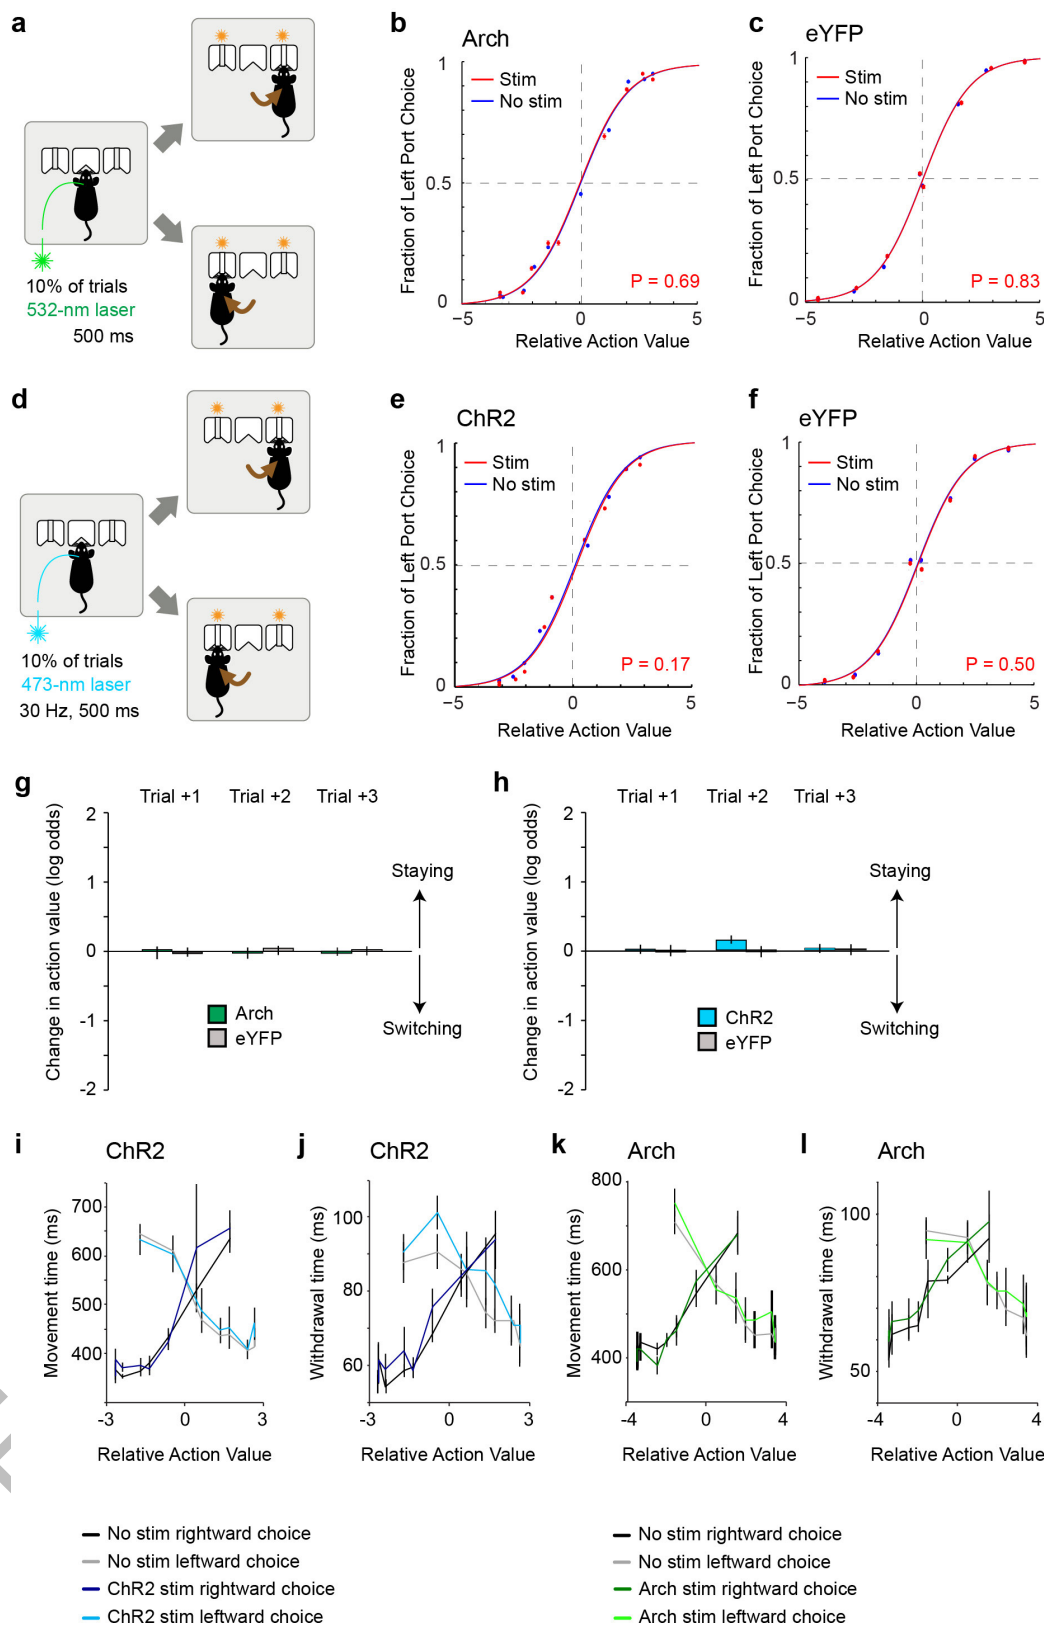 a
10% of trials
532-nm laser
500 ms
b
Arch
Stim
No stim
Fraction of Left Port Choice
1
0.5
0
P = 0.69
−5
0
5
Relative Action Value
c
eYFP
Stim
No stim
Fraction of Left Port Choice
1
0.5
0
P = 0.83
−5
0
5
Relative Action Value
d
10% of trials
473-nm laser
30 Hz, 500 ms
e
ChR2
Stim
No stim
Fraction of Left Port Choice
1
0.5
0
P = 0.17
−5
0
5
Relative Action Value
f
eYFP
Stim
No stim
Fraction of Left Port Choice
1
0.5
0
P = 0.50
−5
0
5
Relative Action Value
g
Trial +1 Trial +2 Trial +3
Change in action value (log odds)
2
1
0
-1
-2
Staying
Switching
Arch
eYFP
h
Trial +1 Trial +2 Trial +3
Change in action value (log odds)
2
1
0
-1
-2
Staying
Switching
ChR2
eYFP
i
ChR2
Movement time (ms)
700
600
500
400
-3 0 3
Relative Action Value
j
ChR2
Withdrawal time (ms)
100
80
60
-3 0 3
Relative Action Value
k
Arch
Movement time (ms)
800
600
400
-4 0 4
Relative Action Value
l
Arch
Withdrawal time (ms)
100
50
-4 0 4
Relative Action Value
No stim rightward choice
No stim leftward choice
ChR2 stim rightward choice
ChR2 stim leftward choice
No stim rightward choice
No stim leftward choice
Arch stim rightward choice
Arch stim leftward choice